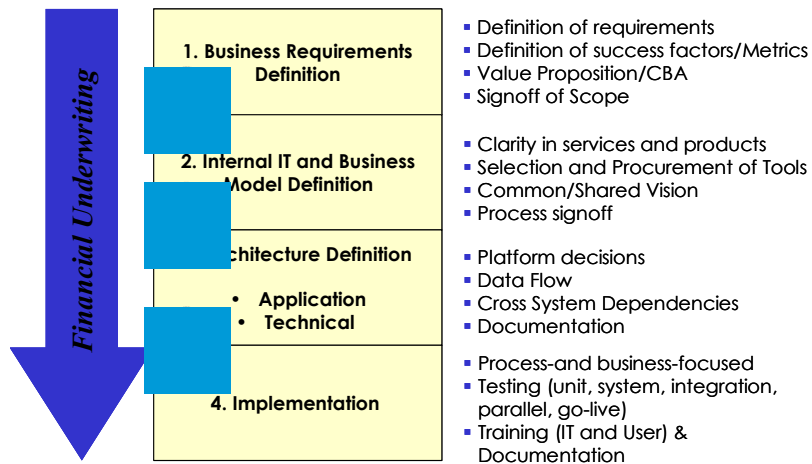 Financial Underwriting
1. Business Requirements
Definition
▪ Definition of requirements
▪ Definition of success factors/Metrics
▪ Value Proposition/CBA
▪ Signoff of Scope
2. Internal IT and Business
Model Definition
▪ Clarity in services and products
▪ Selection and Procurement of Tools
▪ Common/Shared Vision
▪ Process signoff
chitecture Definition
• Application
• Technical
▪ Platform decisions
▪ Data Flow
▪ Cross System Dependencies
▪ Documentation
4. Implementation
▪ Process-and business-focused
▪ Testing (unit, system, integration,
parallel, go-live)
▪ Training (IT and User) &
Documentation